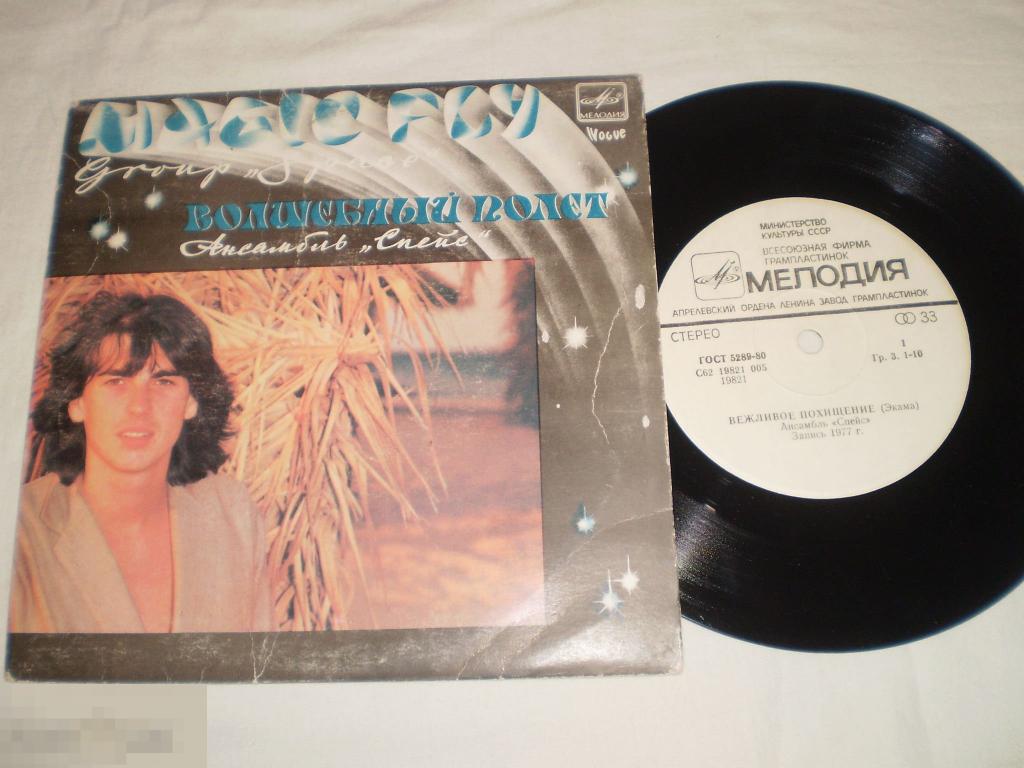 MAGIC FLY
Group „Space“
ВОЛШЕБНЫЙ ПОЛЕТ
Ансамбль „Спейс“
МЕЛОДИЯ
Vogue
МИНИСТЕРСТВО
КУЛЬТУРЫ СССР
ВСЕСОЮЗНАЯ ФИРМА
ГРАМПЛАСТИНОК
МЕЛОДИЯ
АПРЕЛЕВСКИЙ ОРДЕНА ЛЕНИНА ЗАВОД ГРАМПЛАСТИНОК
СТЕРЕО
33
ГОСТ 5289-80
1
С62 19821 005
Гр. 3. 1-10
19821
ВЕЖЛИВОЕ ПОХИЩЕНИЕ (Экама)
Ансамбль «Спейс»
Запись 1977 г.